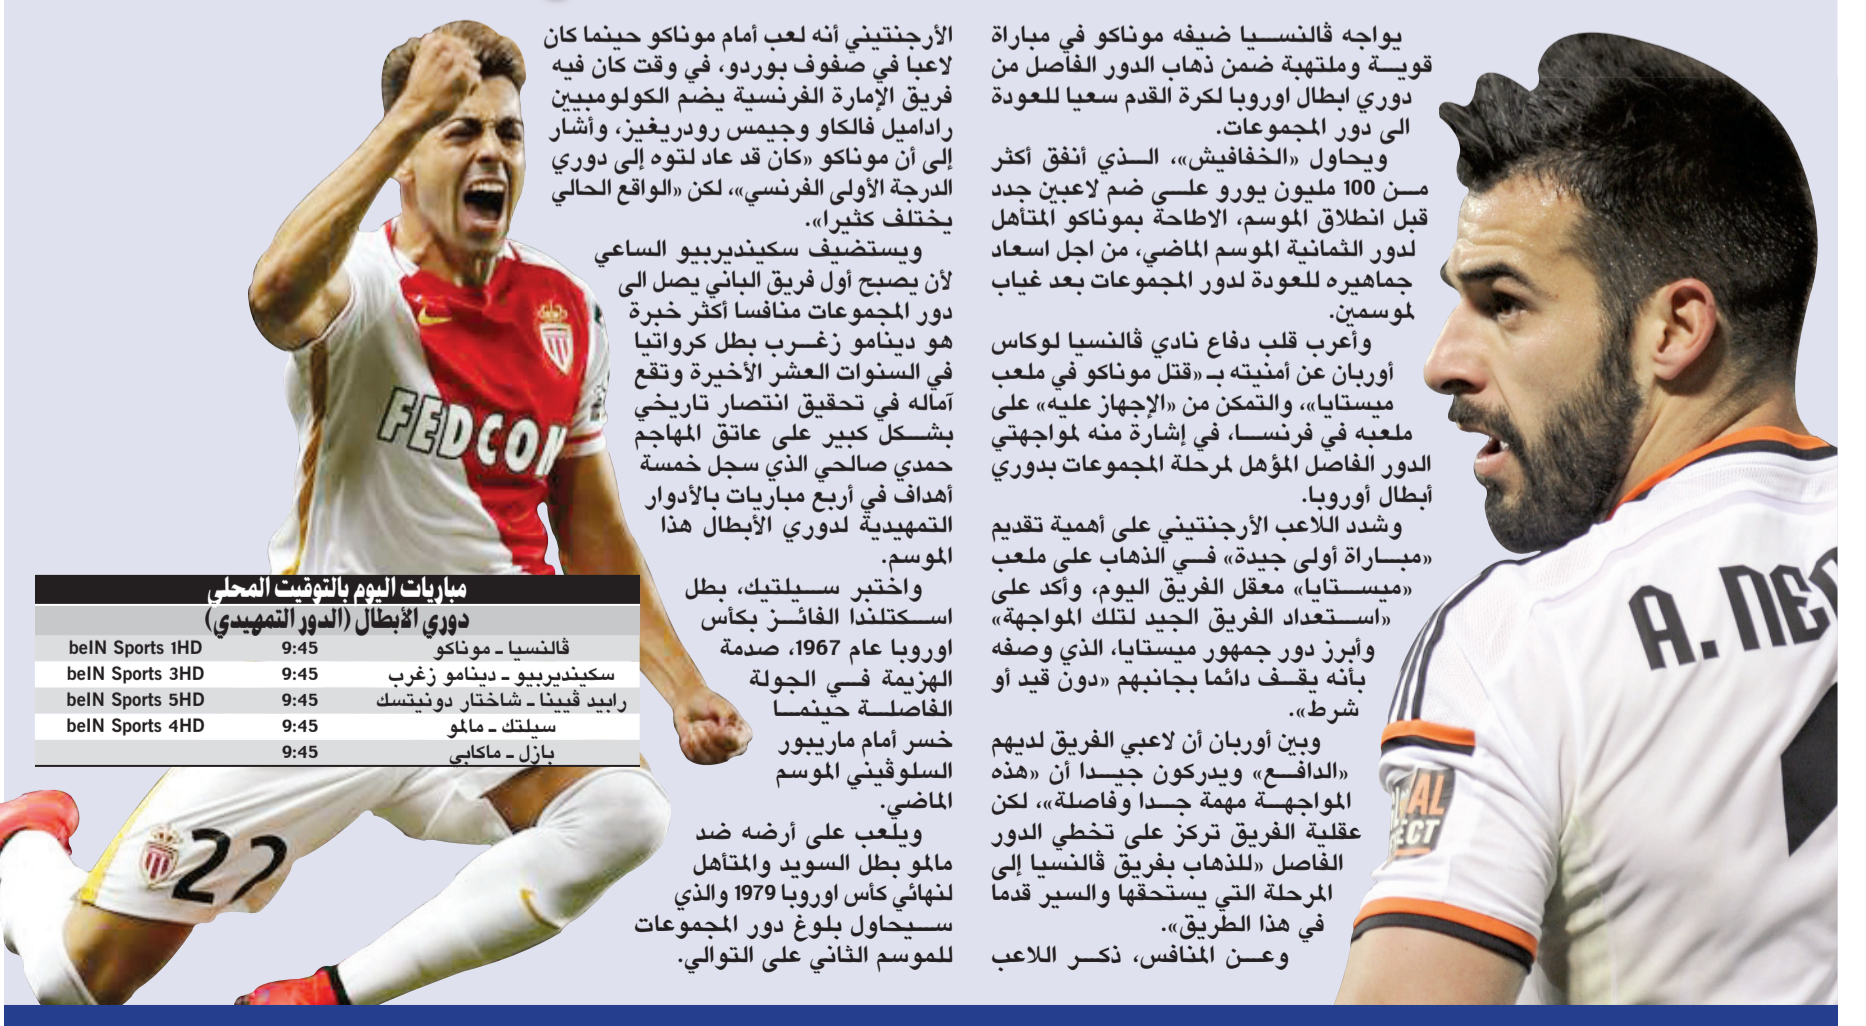 يواجه ڤالنسيا ضيفه موناكو في مباراة
قوية وملتهبة ضمن ذهاب الدور الفاصل من
دوري ابطال اوروبا لكرة القدم سعيا للعودة
الى دور المجموعات.
ويحاول «الخفافيش»، الذي أنفق أكثر
من 100 مليون يورو على ضم لاعبين جدد
قبل انطلاق الموسم، الاطاحة بموناكو المتأهل
لدور الثمانية الموسم الماضي، من اجل اسعاد
جماهيره للعودة لدور المجموعات بعد غياب
لموسمين.
وأعرب قلب دفاع نادي ڤالنسيا لوكاس
أوربان عن أمنيته بـ «قتل موناكو في ملعب
ميستايا»، والتمكن من «الإجهاز عليه» على
ملعبه في فرنسا، في إشارة منه لمواجهتي
الدور الفاصل المؤهل لمرحلة المجموعات بدوري
أبطال أوروبا.
وشدد اللاعب الأرجنتيني على أهمية تقديم
«مباراة أولى جيدة» في الذهاب على ملعب
«ميستايا» معقل الفريق اليوم، وأكد على
«استعداد الفريق الجيد لتلك المواجهة»
وأبرز دور جمهور ميستايا، الذي وصفه
بأنه يقف دائما بجانبهم «دون قيد أو
شرط».
وبين أوربان أن لاعبي الفريق لديهم
«الدافع» ويدركون جيدا أن «هذه
المواجهة مهمة جدا وفاصلة»، لكن
عقلية الفريق تركز على تخطي الدور
الفاصل «للذهاب بفريق ڤالنسيا إلى
المرحلة التي يستحقها والسير قدما
في هذا الطريق».
وعن المنافس، ذكر اللاعب
الأرجنتيني أنه لعب أمام موناكو حينما كان
لاعبا في صفوف بوردو، في وقت كان فيه
فريق الإمارة الفرنسية يضم الكولومبيين
راداميل فالكاو وجيمس رودريغيز، وأشار
إلى أن موناكو «كان قد عاد لتوه إلى دوري
الدرجة الأولى الفرنسي»، لكن «الواقع الحالي
يختلف كثيرا».
ويستضيف سكينديربيو الساعي
لأن يصبح أول فريق الباني يصل الى
دور المجموعات منافسا أكثر خبرة
هو دينامو زغرب بطل كرواتيا
في السنوات العشر الأخيرة وتقع
آماله في تحقيق انتصار تاريخي
بشكل كبير على عاتق المهاجم
حمدي صالحي الذي سجل خمسة
أهداف في أربع مباريات بالأدوار
التمهيدية لدوري الأبطال هذا
الموسم.
واختبر سيلتيك، بطل
اسكتلندا الفائز بكأس
اوروبا عام 1967، صدمة
الهزيمة في الجولة
الفاصلة حينما
خسر أمام ماريبور
السلوڤيني الموسم
الماضي.
ويلعب على أرضه ضد
مالمو بطل السويد والمتأهل
لنهائي كأس اوروبا 1979 والذي
سيحاول بلوغ دور المجموعات
للموسم الثاني على التوالي.
مباريات اليوم بالتوقيت المحلي
دوري الأبطال (الدور التمهيدي)
ڤالنسيا ـ موناكو 9:45 beIN Sports 1HD
سكينديربيو ـ دينامو زغرب 9:45 beIN Sports 3HD
رابيد ڤيينا ـ شاختار دونيتسك 9:45 beIN Sports 5HD
سيلتك ـ مالمو 9:45 beIN Sports 4HD
بازل ـ ماكابي 9:45
FEDCOM
27
A. NE